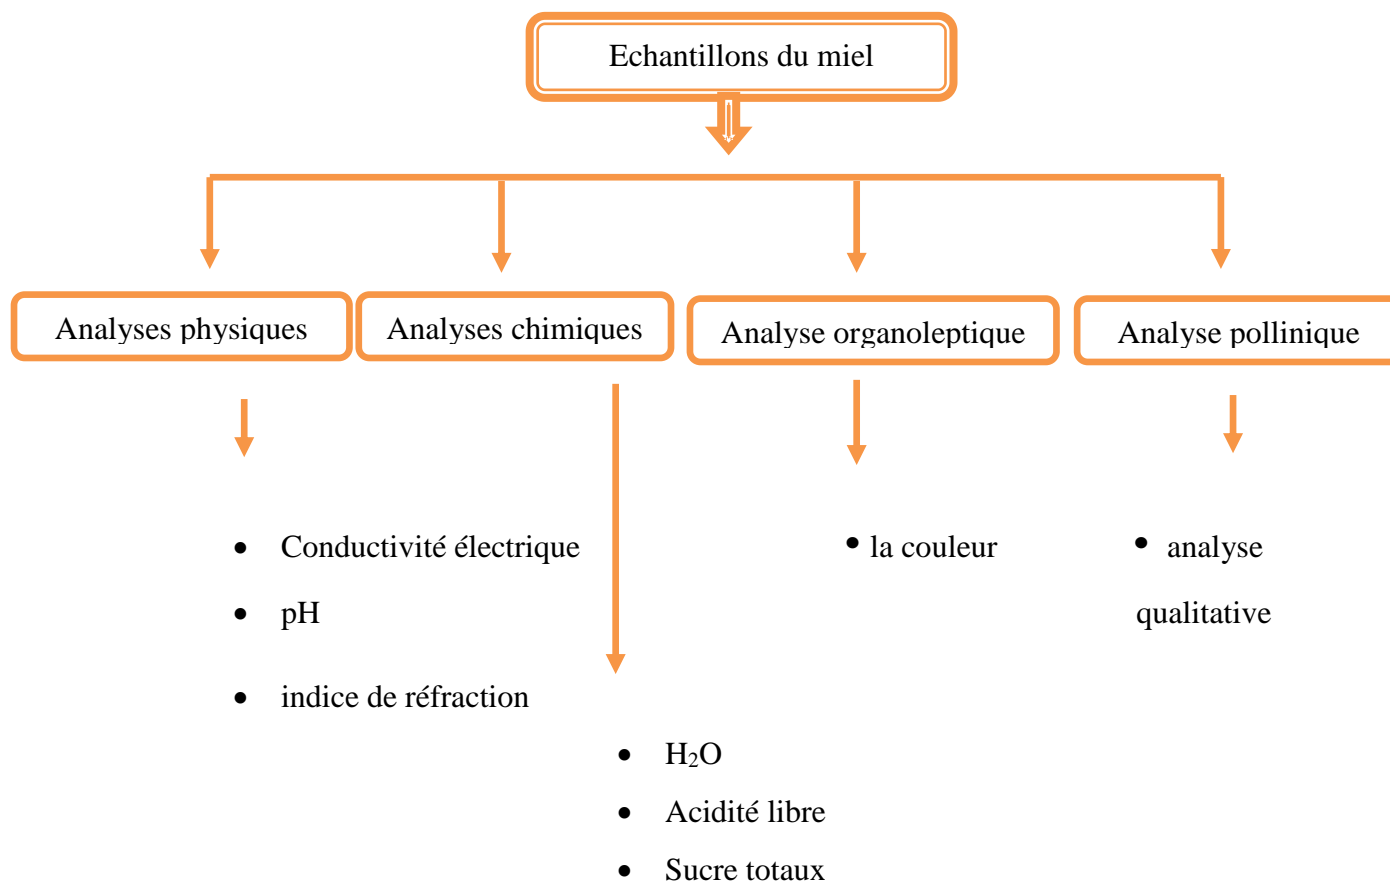 Echantillons du miel
Analyses physiques
Analyses chimiques
Analyse organoleptique
Analyse pollinique
• Conductivité électrique
• pH
• indice de réfraction
• H₂O
• Acidité libre
• Sucre totaux
• la couleur
• analyse
qualitative